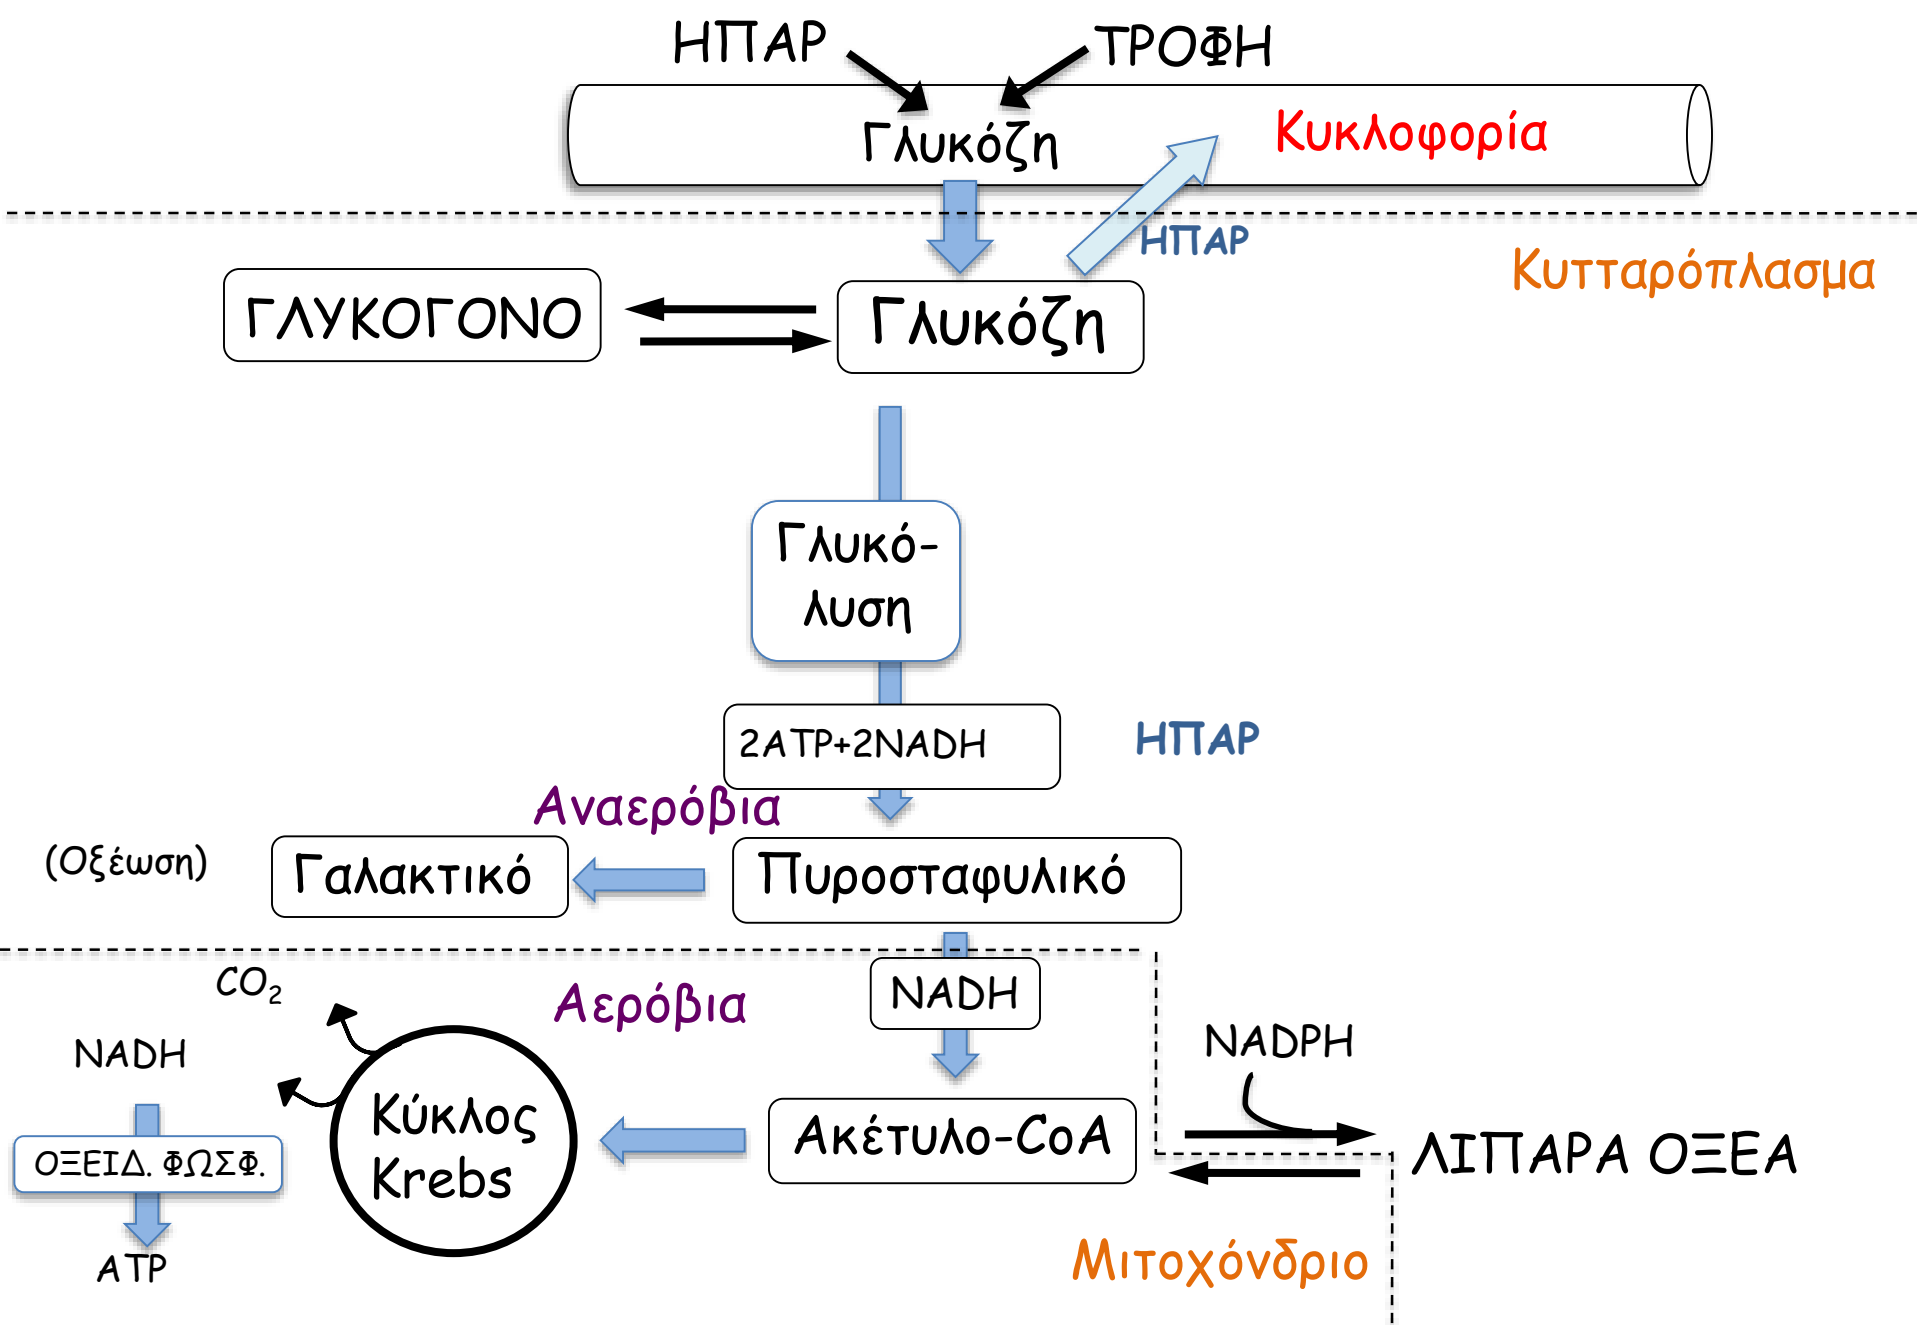 ΗΠΑΡ
ΤΡΟΦΗ
Γλυκόζη
Κυκλοφορία
ΗΠΑΡ
Κυτταρόπλασμα
ΓΛΥΚΟΓΟΝΟ
Γλυκόζη
Γλυκό-
λυση
2ATP+2NADH
ΗΠΑΡ
Αναερόβια
(Οξέωση)
Γαλακτικό
Πυροσταφυλικό
CO2
Αερόβια
NADH
NADH
NADPH
Κύκλος
Krebs
Ακέτυλο-CoA
ΛΙΠΑΡΑ ΟΞΕΑ
ΟΞΕΙΔ. ΦΩΣΦ.
ATP
Μιτοχόνδριο